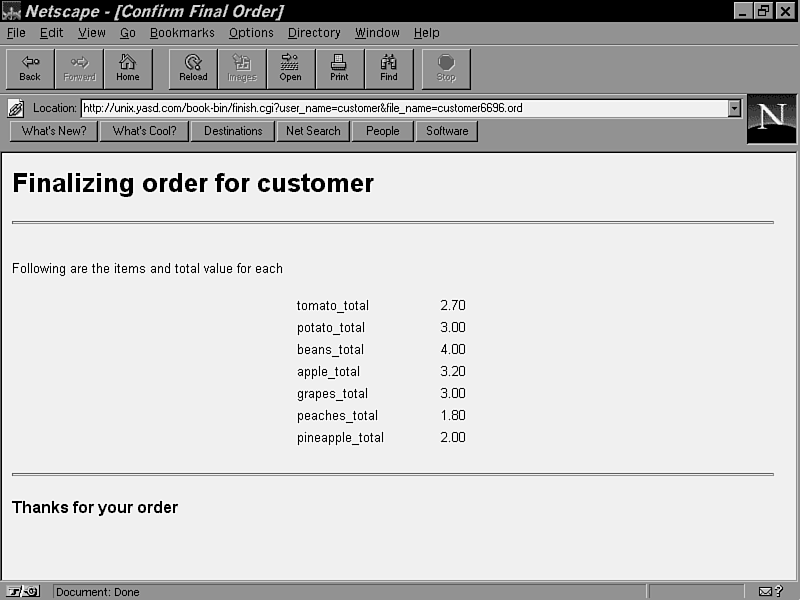 Netscape - [Confirm Final Order]
File Edit View Go Bookmarks Options Directory Window Help
Back Forward Home Reload Images Open Print Find Stop
Location: http://unix.yasd.com/book-bin/finish.cgi?user_name=customer&file_name=customer6696.ord
N
What's New? What's Cool? Destinations Net Search People Software
Finalizing order for customer
Following are the items and total value for each
tomato_total 2.70
potato_total 3.00
beans_total 4.00
apple_total 3.20
grapes_total 3.00
peaches_total 1.80
pineapple_total 2.00
Thanks for your order
Document: Done
?